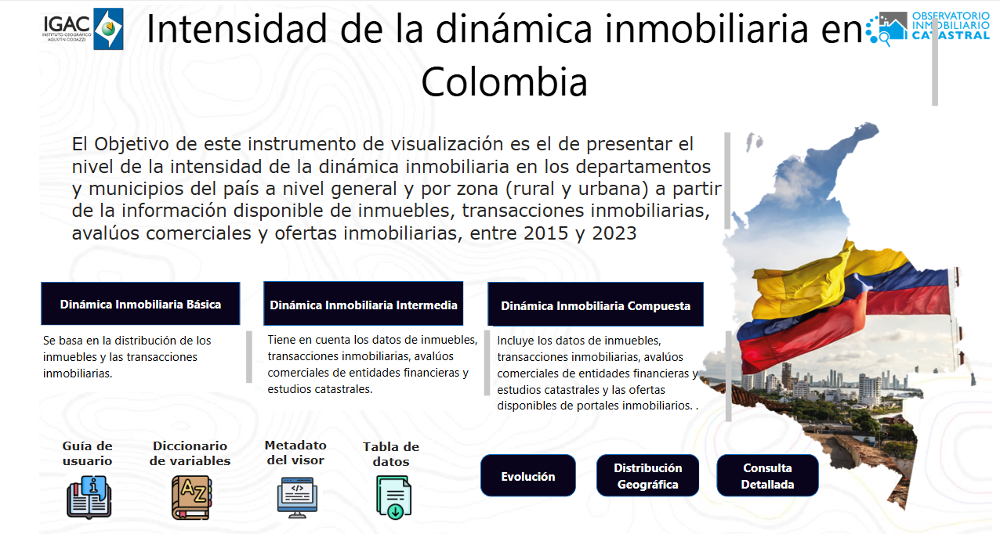 IGAC
INSTITUTO GEOGRÁFICO
AGUSTÍN CODAZZI
Intensidad de la dinámica inmobiliaria en
Colombia
OBSERVATORIO
INMOBILIARIO
CATASTRAL
El Objetivo de este instrumento de visualización es el de presentar el
nivel de la intensidad de la dinámica inmobiliaria en los departamentos
y municipios del país a nivel general y por zona (rural y urbana) a partir
de la información disponible de inmuebles, transacciones inmobiliarias,
avalúos comerciales y ofertas inmobiliarias, entre 2015 y 2023
Dinámica Inmobiliaria Básica
Se basa en la distribución de los
inmuebles y las transacciones
inmobiliarias.
Dinámica Inmobiliaria Intermedia
Tiene en cuenta los datos de inmuebles,
transacciones inmobiliarias, avalúos
comerciales de entidades financieras y
estudios catastrales.
Dinámica Inmobiliaria Compuesta
Incluye los datos de inmuebles,
transacciones inmobiliarias, avalúos
comerciales de entidades financieras y
estudios catastrales y las ofertas
disponibles de portales inmobiliarios. .
Guía de
usuario
Diccionario
de variables
AZ
Metadato
del visor
</>
Tabla de
datos
Evolución
Distribución
Geográfica
Consulta
Detallada